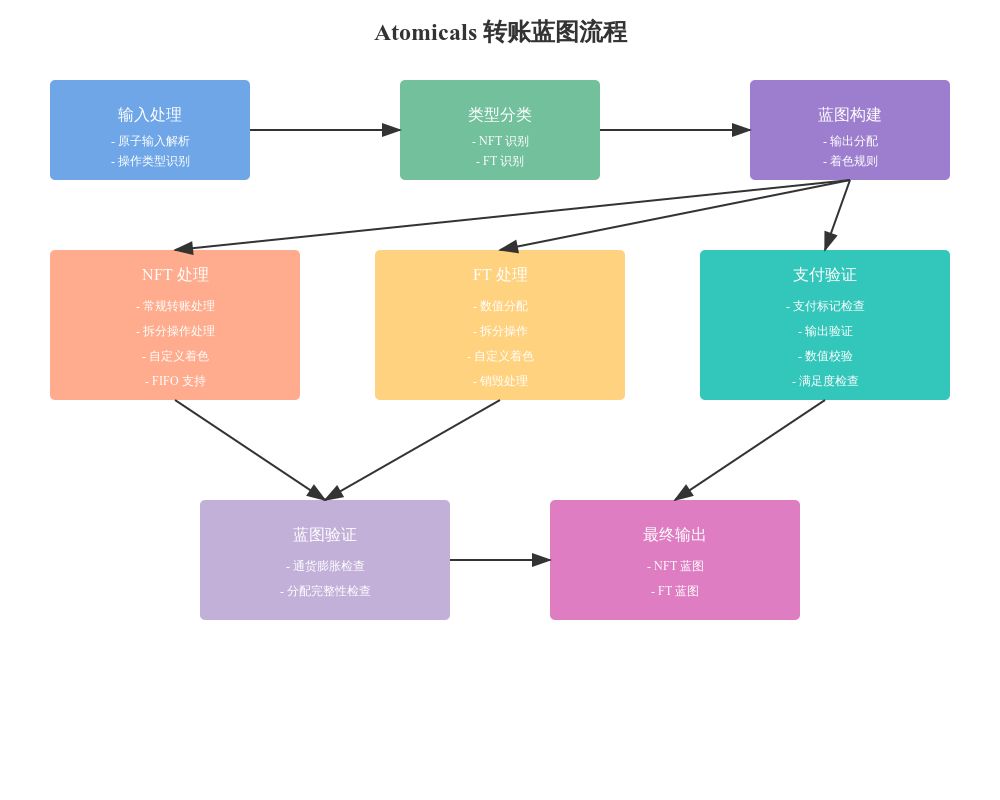 Atomicals 转账蓝图流程
输入处理
- 原子输入解析
- 操作类型识别
类型分类
- NFT 识别
- FT 识别
蓝图构建
- 输出分配
- 着色规则
NFT 处理
- 常规转账处理
- 拆分操作处理
- 自定义着色
- FIFO 支持
FT 处理
- 数值分配
- 拆分操作
- 自定义着色
- 销毁处理
支付验证
- 支付标记检查
- 输出验证
- 数值校验
- 满足度检查
蓝图验证
- 通货膨胀检查
- 分配完整性检查
最终输出
- NFT 蓝图
- FT 蓝图